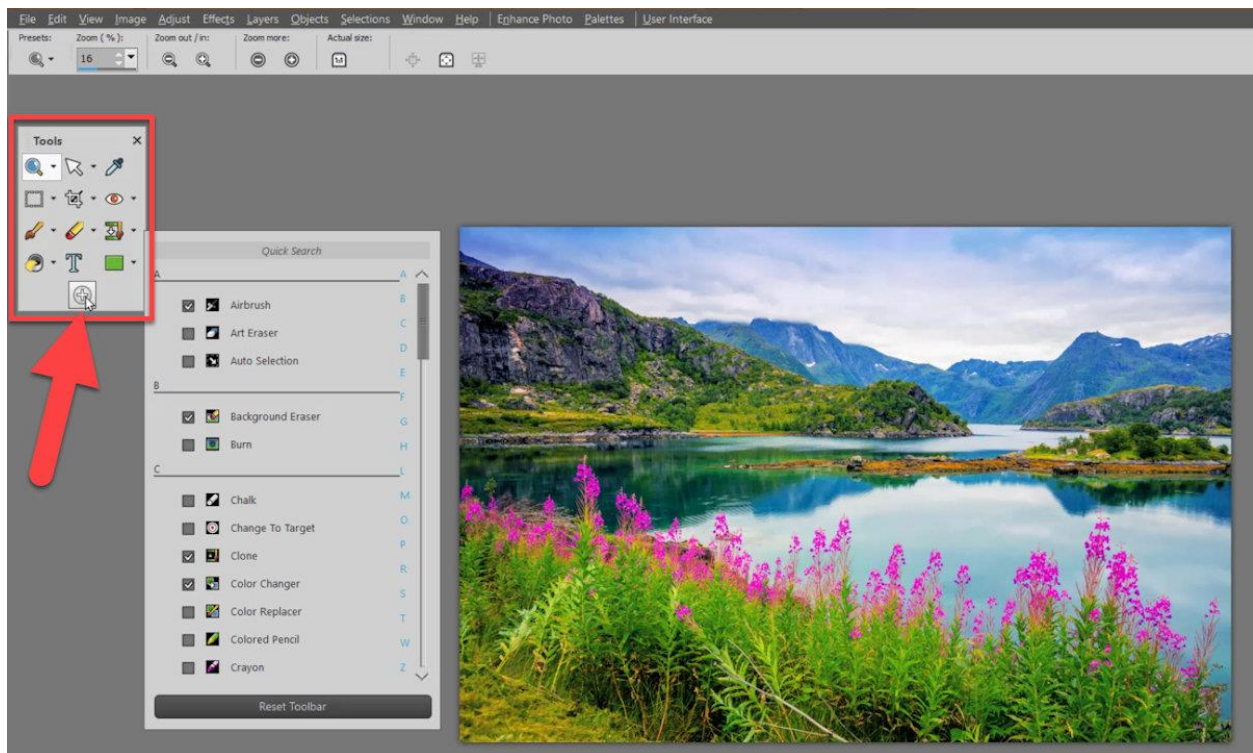 File Edit View Image Adjust Effects Layers Objects Selections Window Help Enhance Photo Palettes User Interface
Presets: Zoom ( % ): Zoom out / in: Zoom more: Actual size:
16 1:1
Tools
T
Quick Search
A A
Airbrush B
Art Eraser C
Auto Selection D
E
B
F
Background Eraser G
Burn H
C L
Chalk M
Change To Target O
Clone P
Color Changer R
S
Color Replacer T
Colored Pencil W
Crayon Z
Reset Toolbar